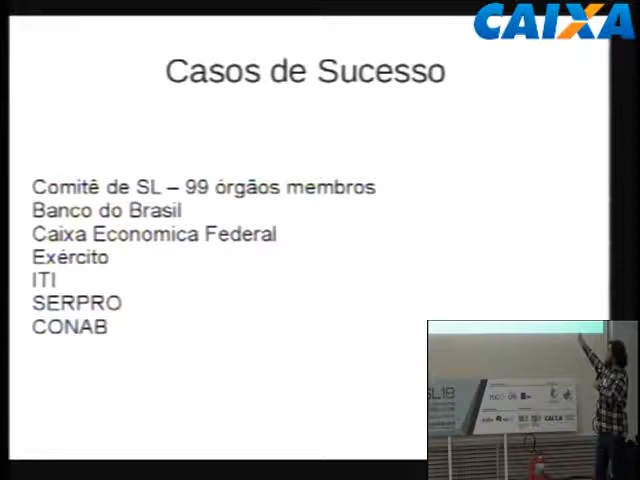 CAIXA
Casos de Sucesso
Comitê de SL – 99 órgãos membros
Banco do Brasil
Caixa Economica Federal
Exército
ITI
SERPRO
CONAB
SL18
CAIXA